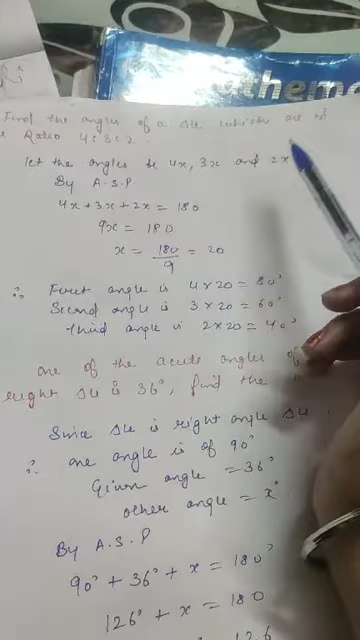 theme
Find the angles of a Δle which are in
Ratio 4:3:2.
let the angles be 4x, 3x and 2x
By A.S.P.
4x+3x+2x = 180
9x = 180
x = 180/9 = 20
∴ First angle is 4×20 = 80°
Second angle is 3×20 = 60°
third angle is 2×20 = 40°
one of the acute angles of
right Δle is 36°, find the
Since Δle is right angle Δle.
∴ one angle is of 90°
Given angle = 36°
other angle = x°.
By A.S.P
90° + 36° + x = 180°
126° + x = 180
126